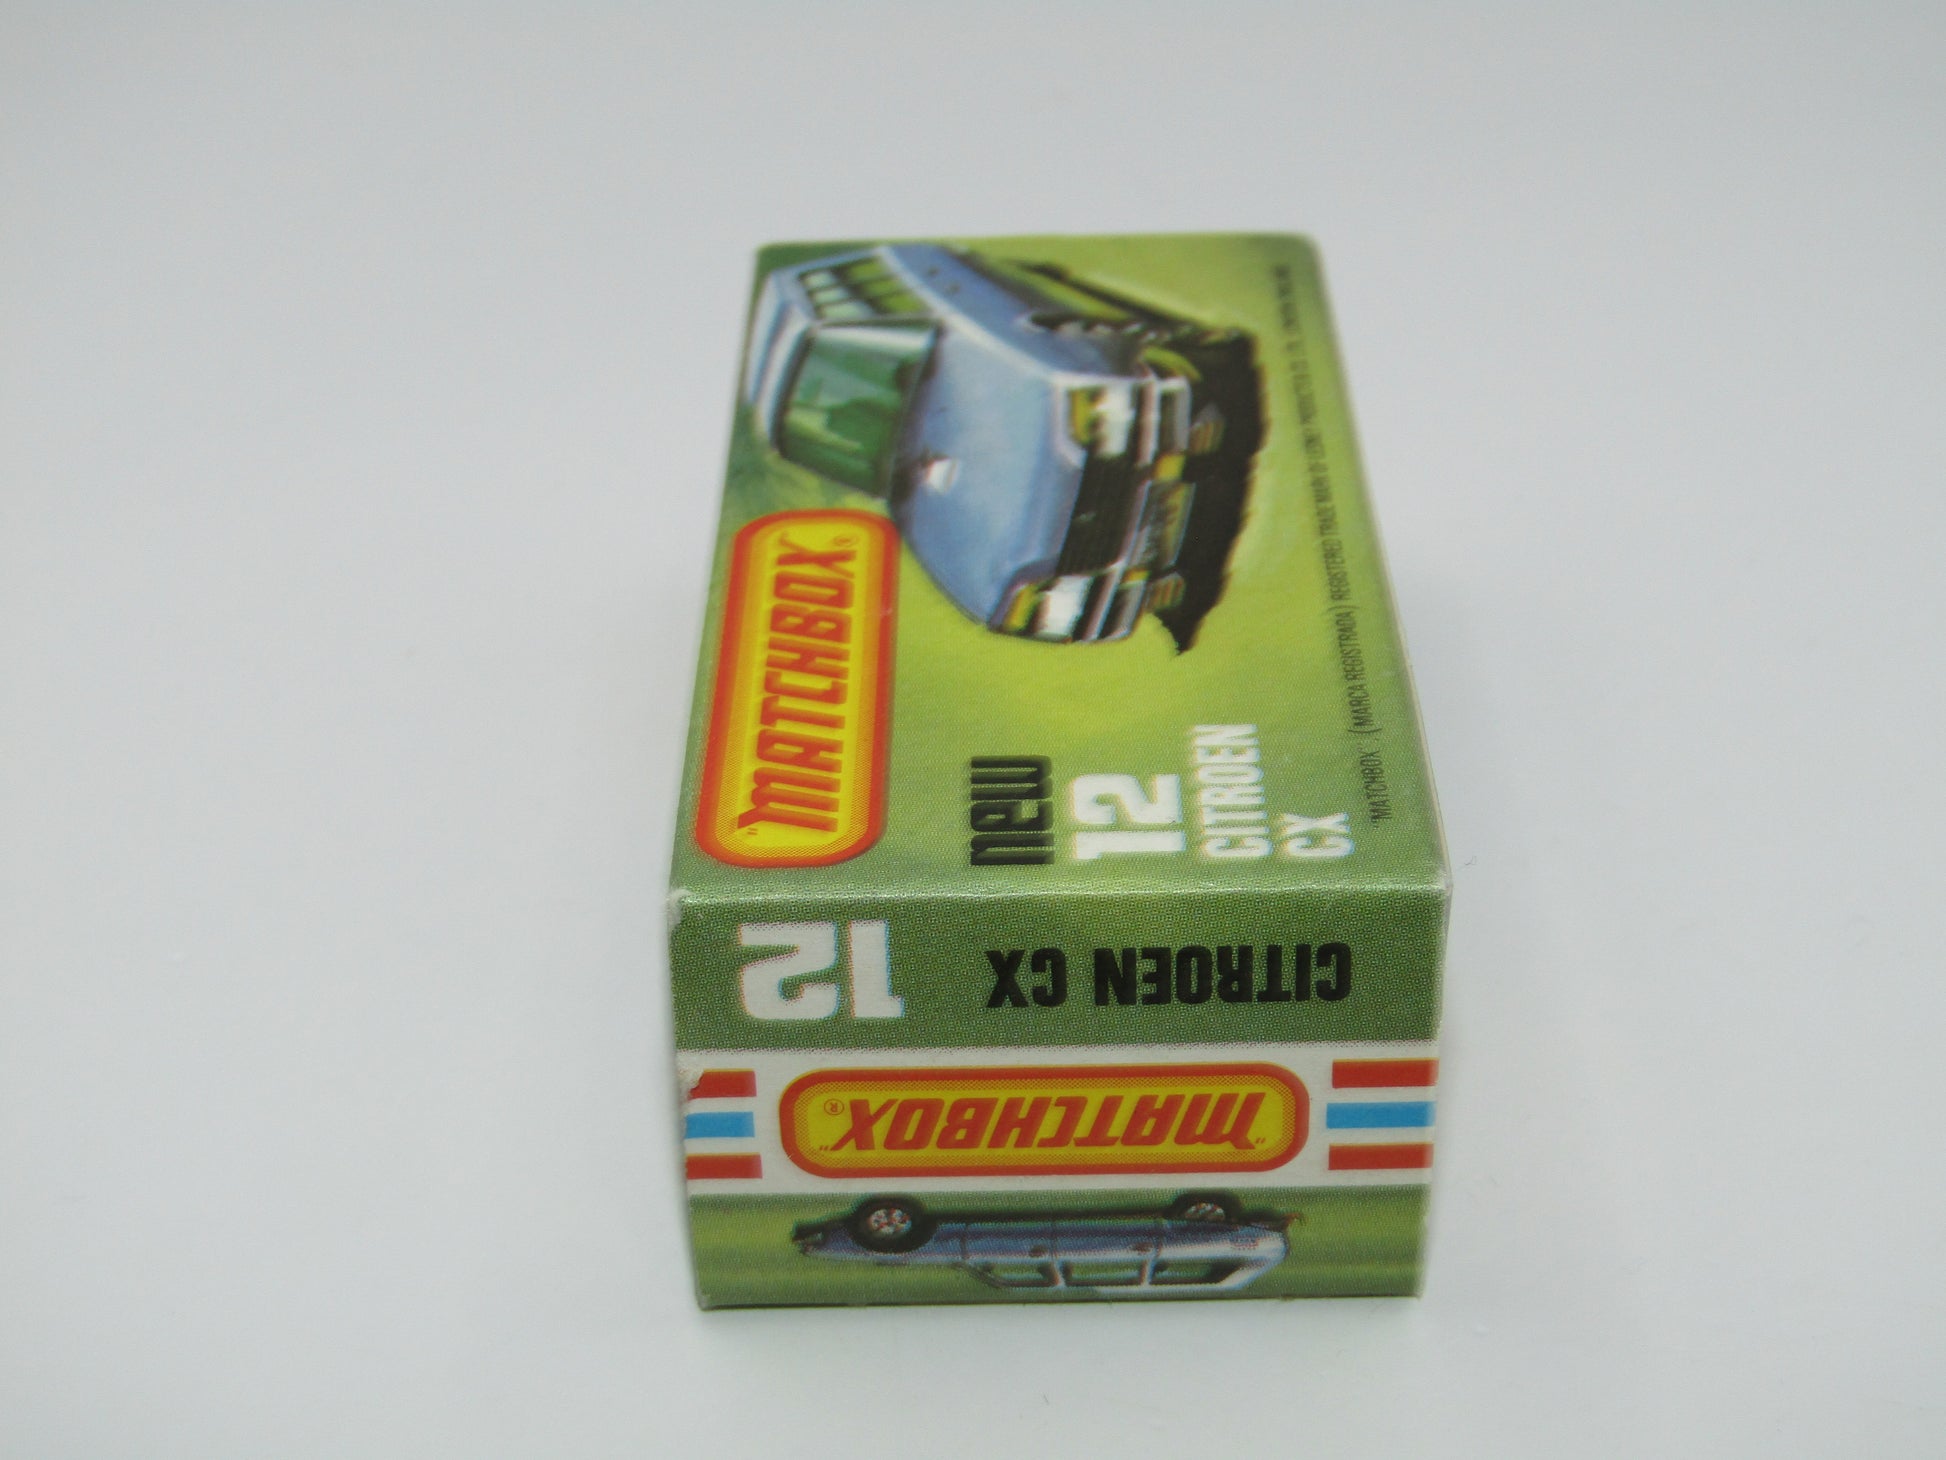 "MATCHBOX"®
new
12
CITROEN
CX
"MATCHBOX", (MARCA REGISTRADA) REGISTERED TRADE MARK OF LESNEY PRODUCTS & CO. LTD.
CITROEN CX 12
"MATCHBOX"®